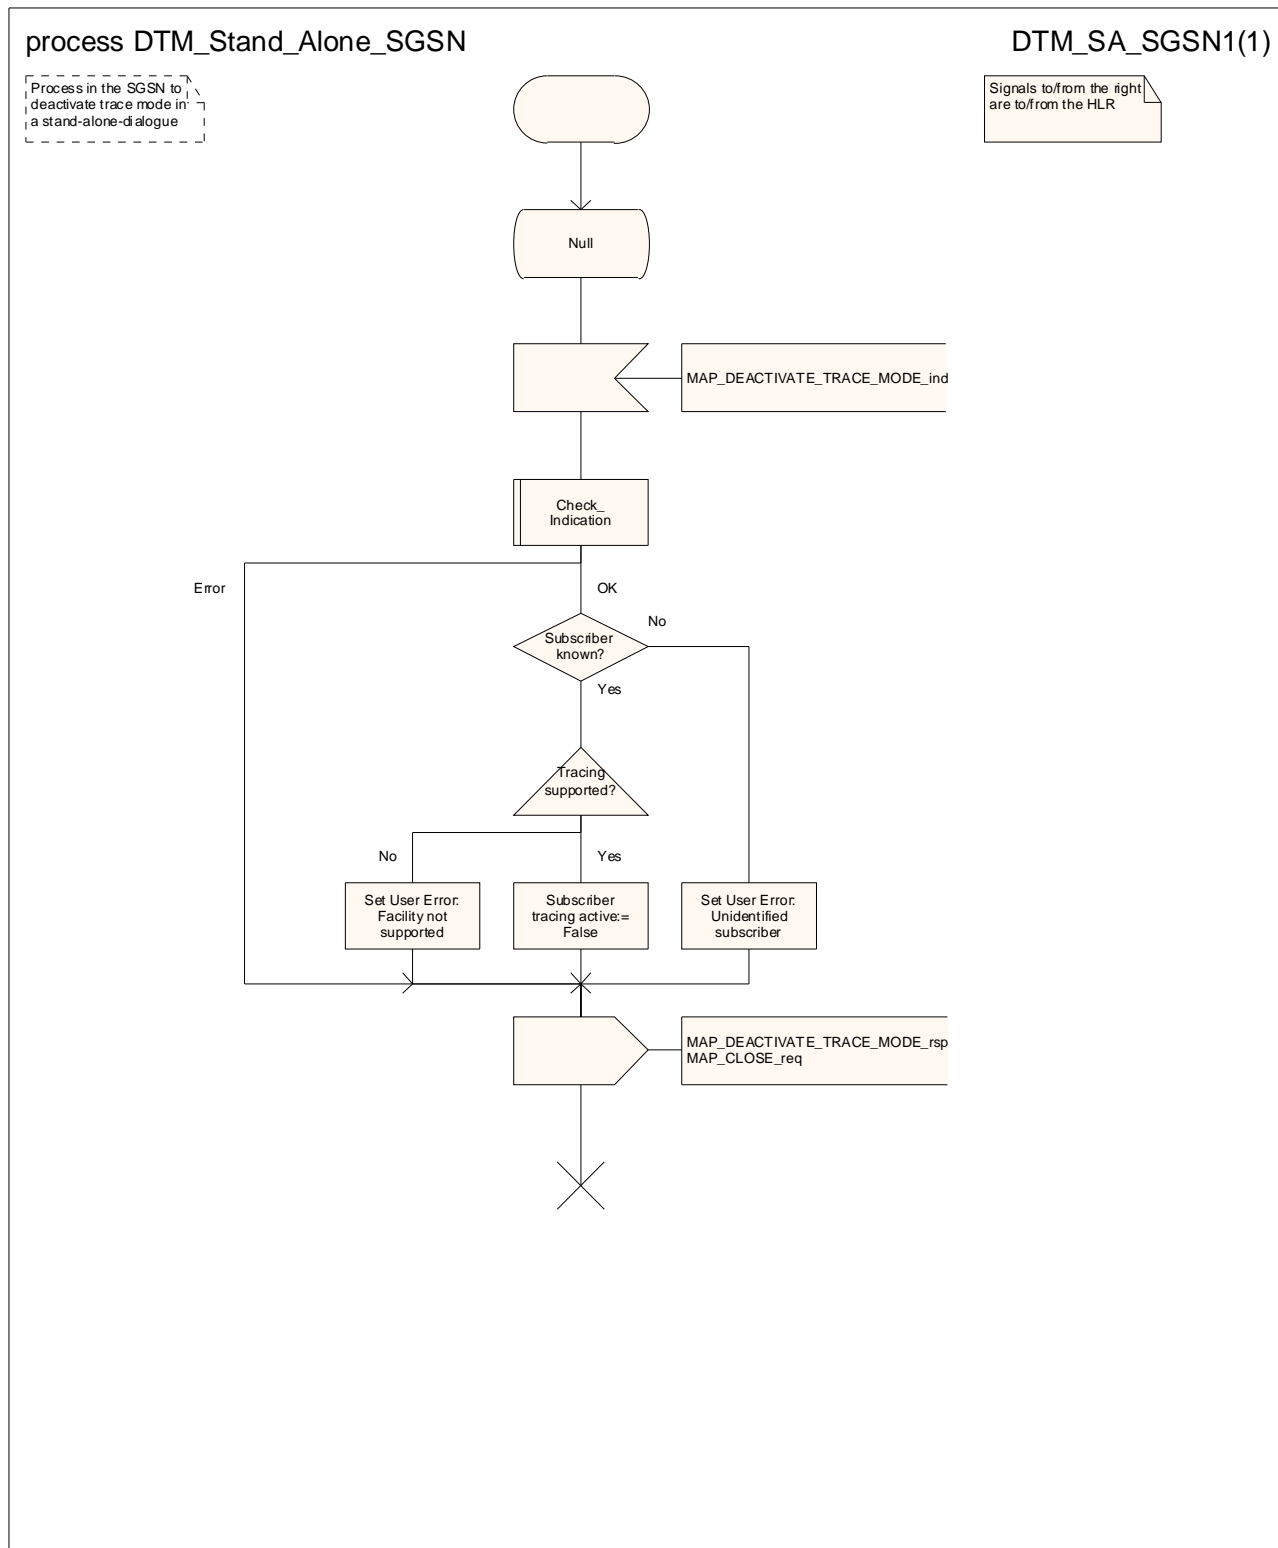 process DTM_Stand_Alone_SGSN
DTM_SA_SGSN1(1)
Process in the SGSN to
deactivate trace mode in
a stand-alone-dialogue
Signals to/from the right
are to/from the HLR
Null
MAP_DEACTIVATE_TRACE_MODE_ind
Check_
Indication
Error
OK
No
Subscriber
known?
Yes
Tracing
supported?
No
Yes
Set User Error:
Facility not
supported
Subscriber
tracing active:=
False
Set User Error:
Unidentified
subscriber
MAP_DEACTIVATE_TRACE_MODE_rsp
MAP_CLOSE_req